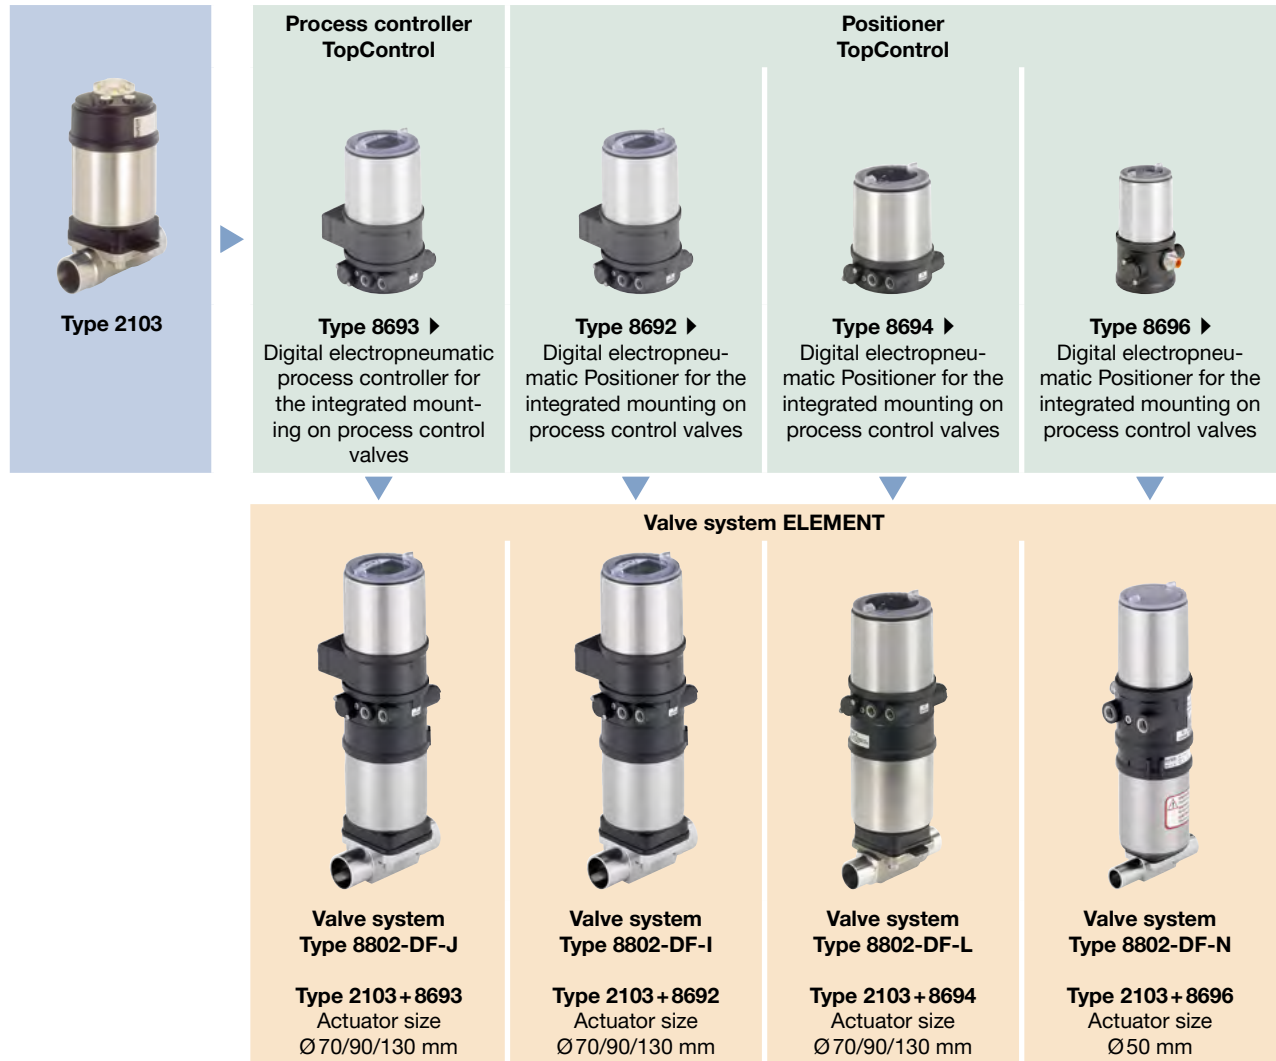 Process controller
TopControl
Positioner
TopControl
Type 2103
Type 8693
Digital electropneumatic
process controller for
the integrated mount-
ing on process control
valves
Type 8692
Digital electropneu-
matic Positioner for the
integrated mounting on
process control valves
Type 8694
Digital electropneu-
matic Positioner for the
integrated mounting on
process control valves
Type 8696
Digital electropneu-
matic Positioner for the
integrated mounting on
process control valves
Valve system ELEMENT
Valve system
Type 8802-DF-J
Type 2103+8693
Actuator size
Ø70/90/130 mm
Valve system
Type 8802-DF-I
Type 2103+8692
Actuator size
Ø70/90/130 mm
Valve system
Type 8802-DF-L
Type 2103+8694
Actuator size
Ø70/90/130 mm
Valve system
Type 8802-DF-N
Type 2103+8696
Actuator size
Ø50 mm